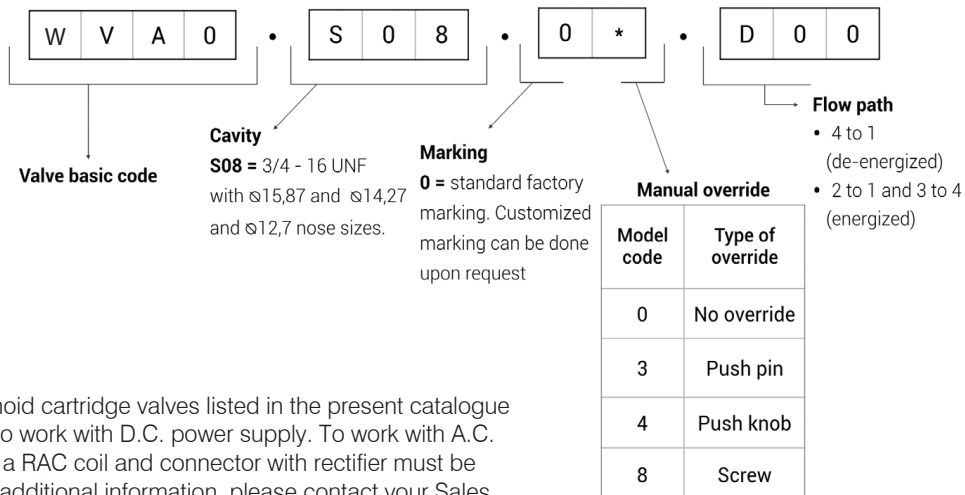 W V A 0 • S 0 8 • 0 * • D 0 0
Valve basic code
Cavity
S08 = 3/4 - 16 UNF
with ⌀15,87 and ⌀14,27
and ⌀12,7 nose sizes.
Marking
0 = standard factory
marking. Customized
marking can be done
upon request
Manual override
Model code Type of override
0 No override
3 Push pin
4 Push knob
8 Screw
Flow path
• 4 to 1
(de-energized)
• 2 to 1 and 3 to 4
(energized)
noid cartridge valves listed in the present catalogue
o work with D.C. power supply. To work with A.C.
a RAC coil and connector with rectifier must be
additional information, please contact your Sales